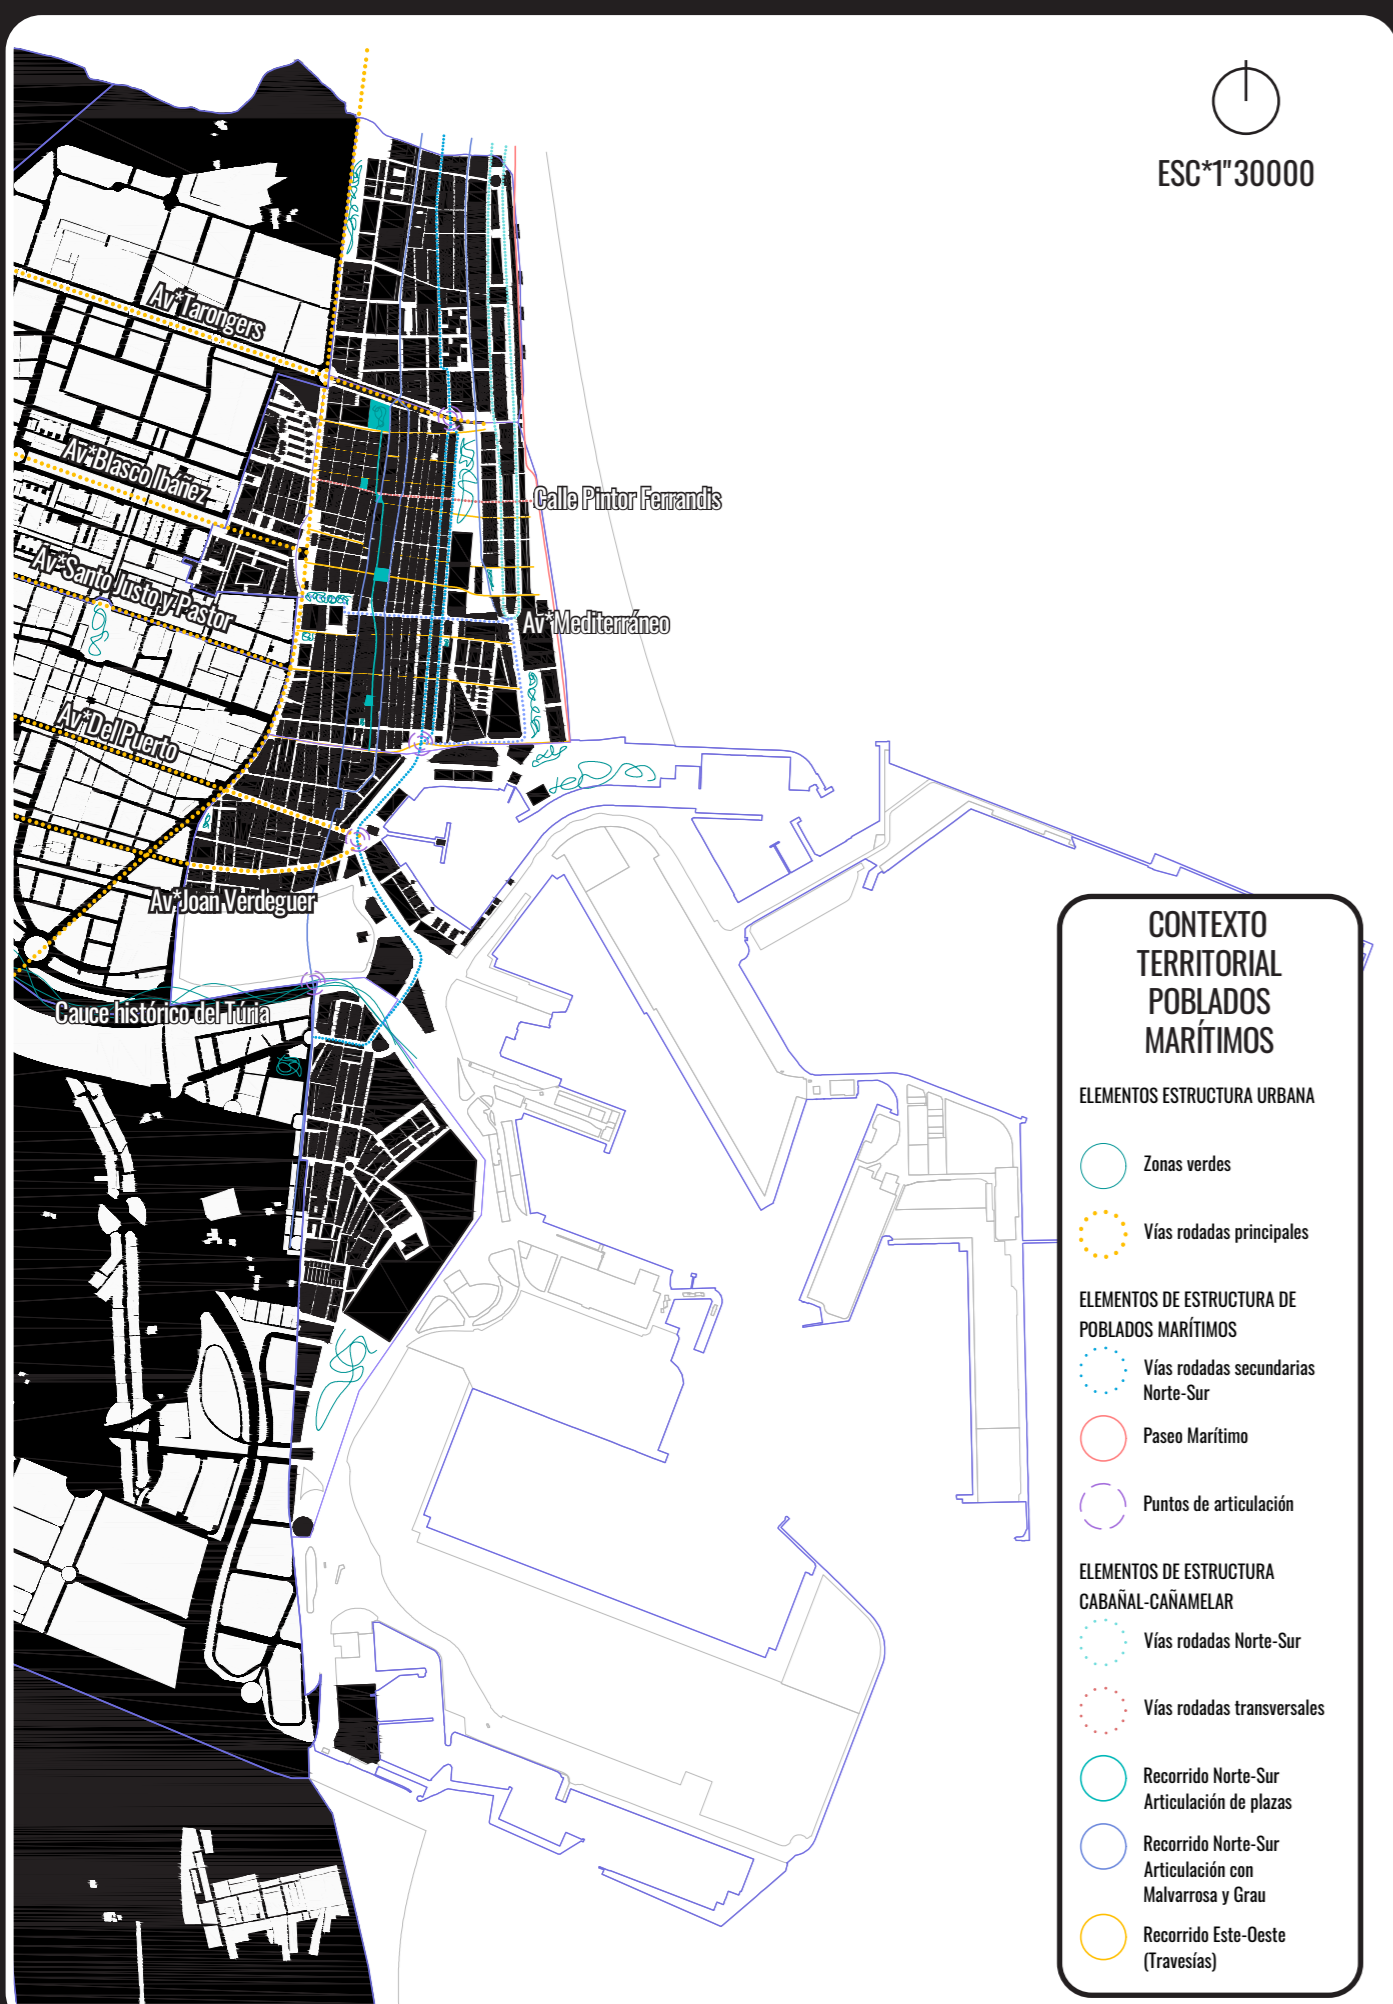 ESC*1"30000
Av*Tarongers
Av*Blasco Ibáñez
Calle Pintor Ferrandis
Av*Santo Justo y Pastor
Av*Mediterráneo
Av*Del Puerto
Av*Joan Verdeguer
Cauce histórico del Túria
CONTEXTO
TERRITORIAL
POBLADOS
MARÍTIMOS
ELEMENTOS ESTRUCTURA URBANA
Zonas verdes
Vías rodadas principales
ELEMENTOS DE ESTRUCTURA DE
POBLADOS MARÍTIMOS
Vías rodadas secundarias
Norte-Sur
Paseo Marítimo
Puntos de articulación
ELEMENTOS DE ESTRUCTURA
CABAÑAL-CAÑAMELAR
Vías rodadas Norte-Sur
Vías rodadas transversales
Recorrido Norte-Sur
Articulación de plazas
Recorrido Norte-Sur
Articulación con
Malvarrosa y Grau
Recorrido Este-Oeste
(Travesías)